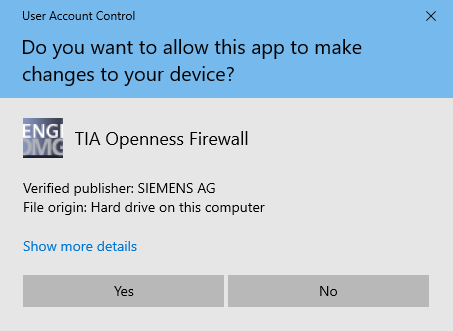 User Account Control
Do you want to allow this app to make
changes to your device?
ENGI
OMG
TIA Openness Firewall
Verified publisher: SIEMENS AG
File origin: Hard drive on this computer
Show more details
Yes
No